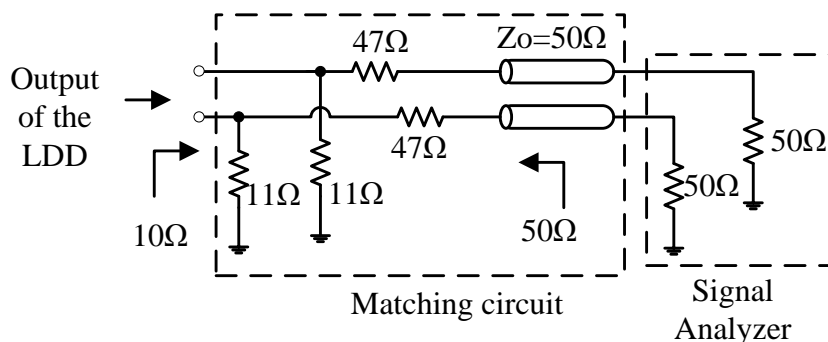 47Ω
Zo=50Ω
Output
of the
LDD
47Ω
50Ω
50Ω
11Ω
11Ω
10Ω
50Ω
Matching circuit
Signal
Analyzer